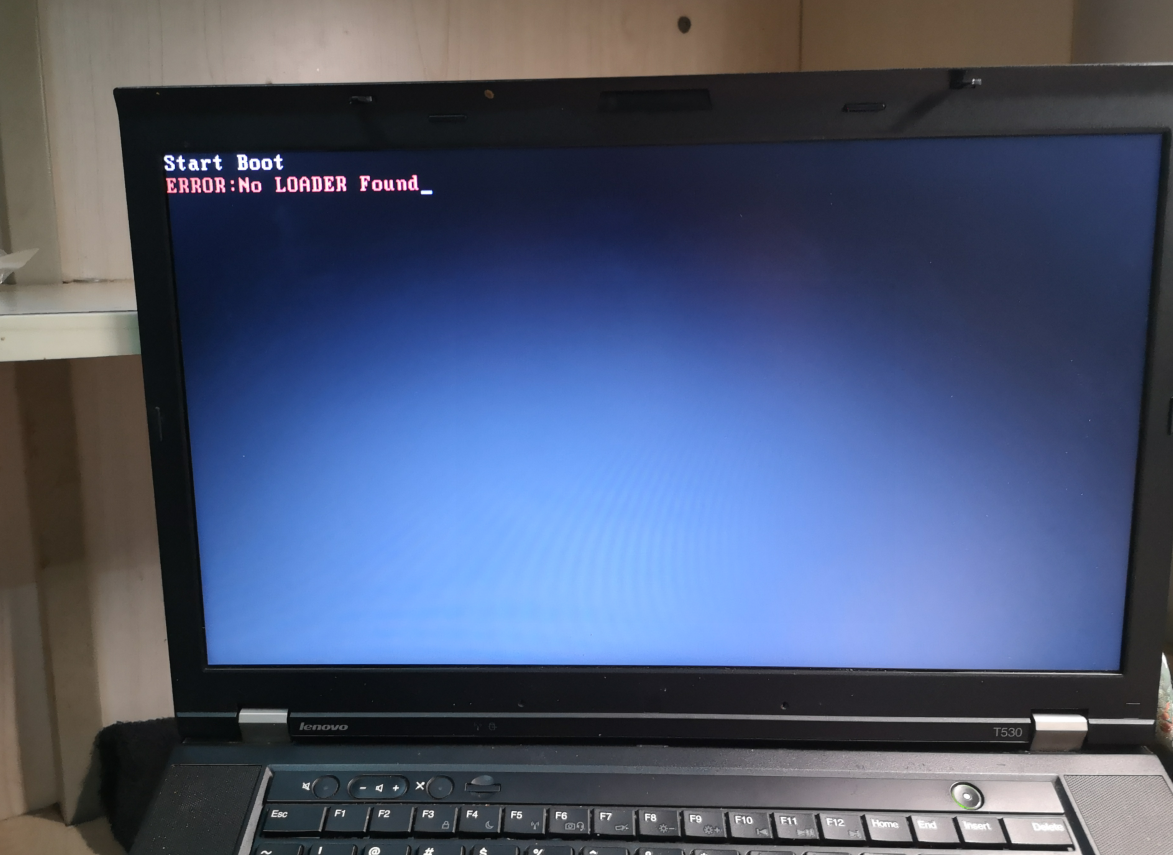 Start Boot
ERROR:No LOADER Found_
lenovo
T530
- +
Esc F1 F2 F3 F4 F5 F6 F7 F8 F9 F10 F11 F12 Home End Insert Delete
~ ! @ # $ %